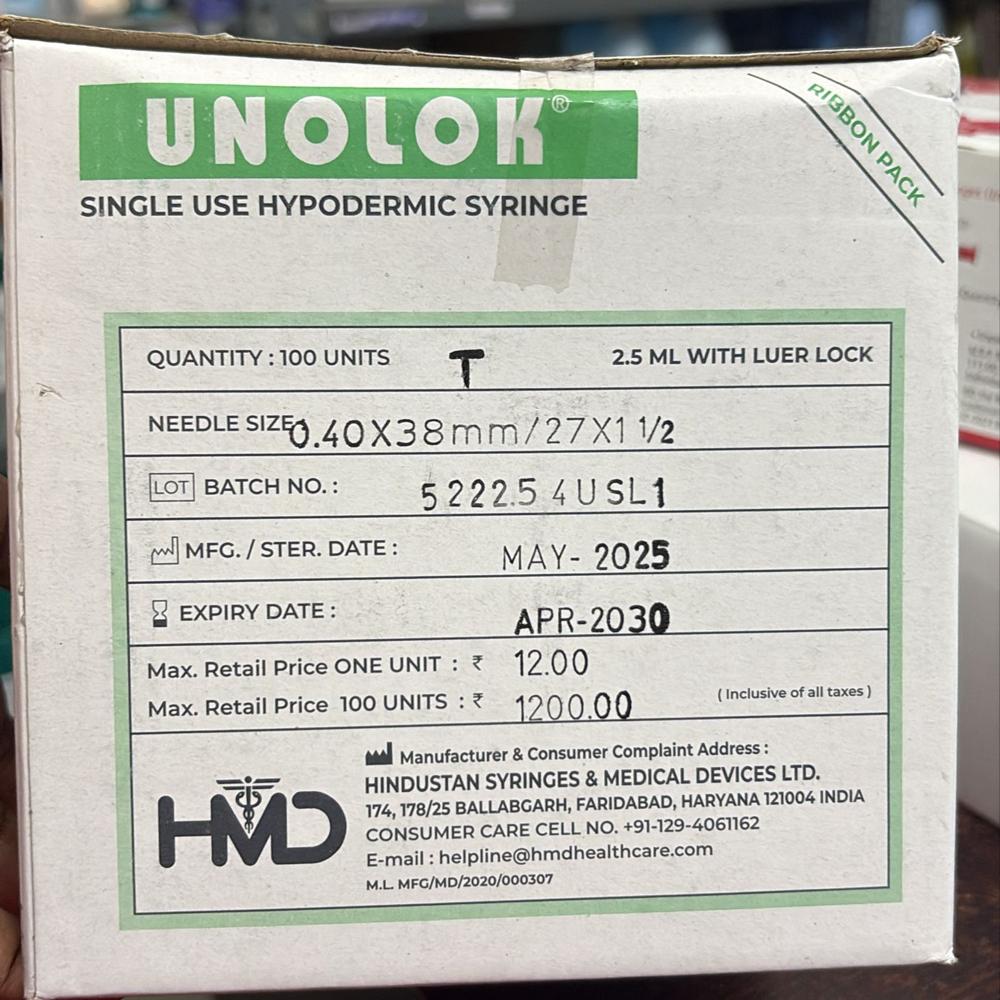 UNOLOK®
SINGLE USE HYPODERMIC SYRINGE
RIBBON PACK
QUANTITY : 100 UNITS T 2.5 ML WITH LUER LOCK
NEEDLE SIZE 0.40X38mm/27X1 1/2
LOT BATCH NO. : 522254USL1
MFG. / STER. DATE : MAY- 2025
EXPIRY DATE : APR-2030
Max. Retail Price ONE UNIT : ₹ 12.00
Max. Retail Price 100 UNITS : ₹ 1200.00 ( Inclusive of all taxes )
Manufacturer & Consumer Complaint Address :
HINDUSTAN SYRINGES & MEDICAL DEVICES LTD.
174, 178/25 BALLABGARH, FARIDABAD, HARYANA 121004 INDIA
CONSUMER CARE CELL NO. +91-129-4061162
E-mail : helpline@hmdhealthcare.com
M.L. MFG/MD/2020/000307
HMD